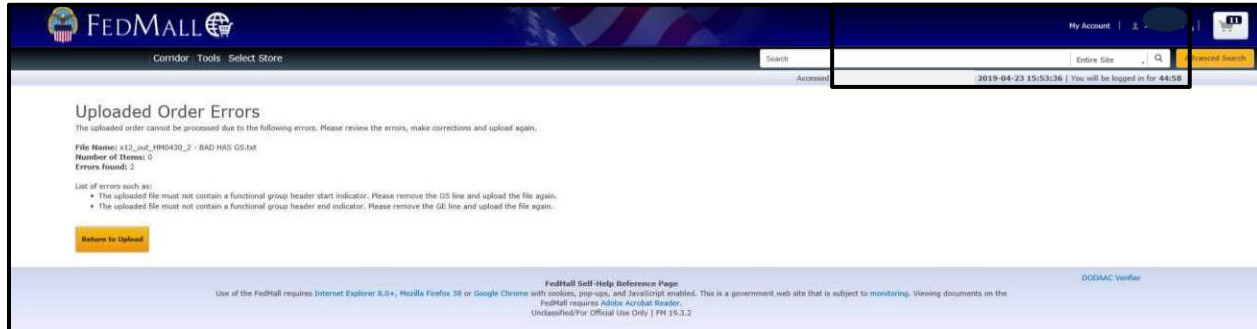 FEDMALL
My Account
11
Corridor Tools Select Store
Search
Entire Site
Advanced Search
Accessed
2019-04-23 15:53:36 | You will be logged in for 44:58
Uploaded Order Errors
The uploaded order cannot be processed due to the following errors. Please review the errors, make corrections and upload again.
File Name: x12_out_HM0430_2 - BAD HAS GS.txt
Number of Items: 0
Errors found: 2
List of errors such as:
• The uploaded file must not contain a functional group header start indicator. Please remove the GS line and upload the file again.
• The uploaded file must not contain a functional group header end indicator. Please remove the GE line and upload the file again.
Return to Upload
DODAAC Verifier
FedMall Self-Help Reference Page
Use of the FedMall requires Internet Explorer 8.0+, Mozilla Firefox 38 or Google Chrome with cookies, pop-ups, and JavaScript enabled. This is a government web site that is subject to monitoring. Viewing documents on the
FedMall requires Adobe Acrobat Reader.
Unclassified/For Official Use Only | FM 19.3.2